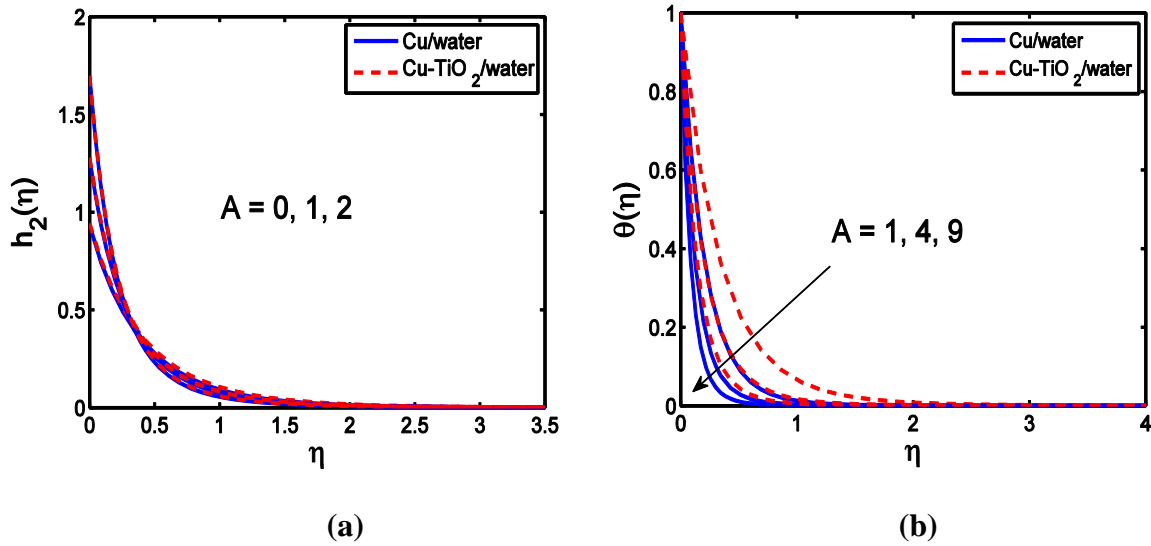 2
1.5
1
0.5
0
h2(η)
Cu/water
Cu-TiO 2/water
A = 0, 1, 2
0 0.5 1 1.5 2 2.5 3 3.5
η
(a)
1
0.8
0.6
0.4
0.2
0
θ(η)
Cu/water
Cu-TiO 2/water
A = 1, 4, 9
0 1 2 3 4
η
(b)